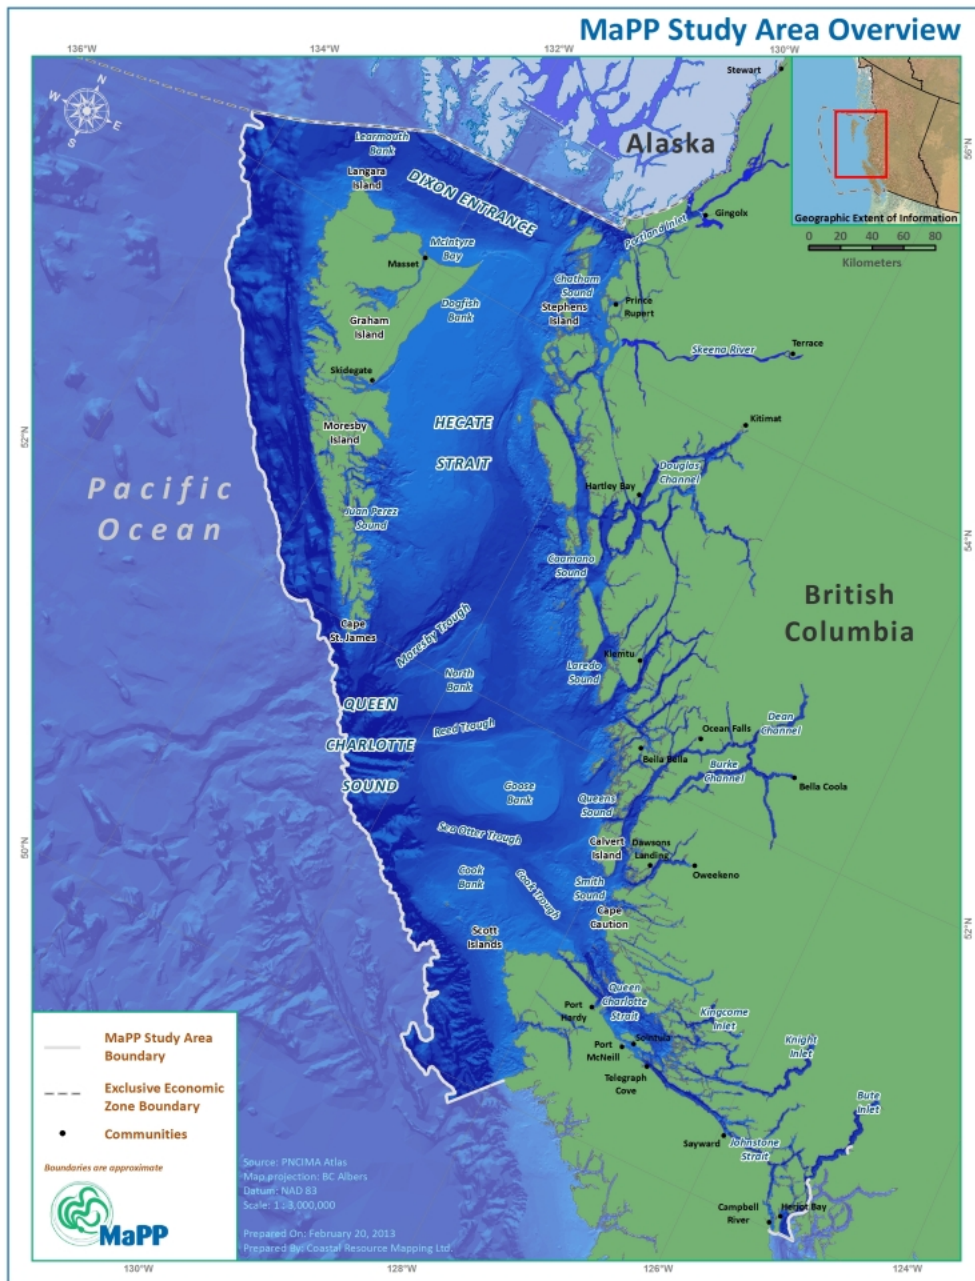 MaPP Study Area Overview
136°W
134°W
132°W
130°W
56°N
54°N
52°N
52°N
50°N
130°W
128°W
126°W
124°W
N
W
E
S
Stewart
Alaska
Geographic Extent of Information
0 20 40 60 80
Kilometers
Learmouth
Bank
Langara
Island
DIXON ENTRANCE
Portland Inlet
Gingolx
McIntyre
Bay
Masset
Dogfish
Bank
Chatham
Sound
Stephens
Island
Prince
Rupert
Graham
Island
Skeena River
Terrace
Skidegate
HECATE
STRAIT
Moresby
Island
Kitimat
Douglas
Channel
Hartley Bay
Pacific
Ocean
Juan Perez
Sound
Caamano
Sound
British
Columbia
Cape
St. James
Moresby Trough
Klemtu
Laredo
Sound
North
Bank
QUEEN
CHARLOTTE
SOUND
Reed Trough
Dean
Channel
Ocean Falls
Bella Bella
Burke
Channel
Bella Coola
Goose
Bank
Queens
Sound
Sea Otter Trough
Calvert
Island
Dawsons
Landing
Oweekeno
Cook
Bank
Cook Trough
Smith
Sound
Cape
Caution
Scott
Islands
Queen
Charlotte
Strait
Port
Hardy
Kingcome
Inlet
Knight
Inlet
Port
McNeill
Sointula
Telegraph
Cove
Bute
Inlet
Sayward
Johnstone
Strait
Campbell
River
Heriot Bay
MaPP Study Area
Boundary
Exclusive Economic
Zone Boundary
Communities
Boundaries are approximate
MaPP
Source: PNCIMA Atlas
Map projection: BC Albers
Datum: NAD 83
Scale: 1 : 3,000,000
Prepared On: February 20, 2013
Prepared By: Coastal Resource Mapping Ltd.